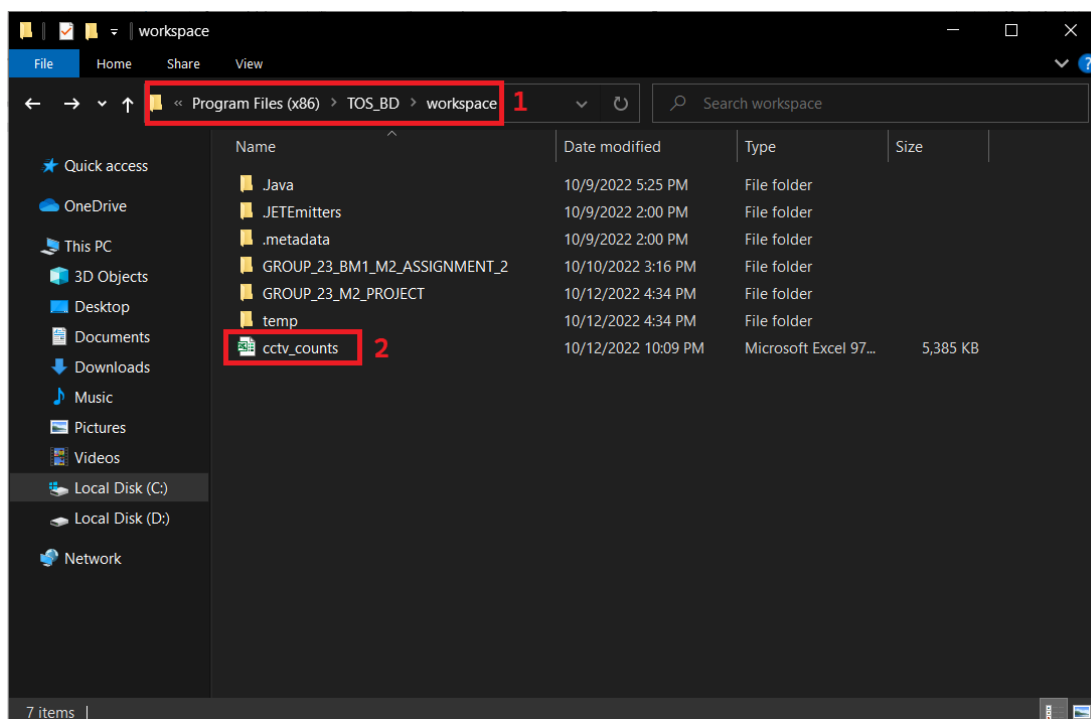 workspace
File Home Share View
« Program Files (x86) > TOS_BD > workspace 1 Search workspace
Name Date modified Type Size
Quick access
OneDrive
This PC
3D Objects
Desktop
Documents
Downloads
Music
Pictures
Videos
Local Disk (C:)
Local Disk (D:)
Network
.Java 10/9/2022 5:25 PM File folder
.JETEmitters 10/9/2022 2:00 PM File folder
.metadata 10/9/2022 2:00 PM File folder
GROUP_23_BM1_M2_ASSIGNMENT_2 10/10/2022 3:16 PM File folder
GROUP_23_M2_PROJECT 10/12/2022 4:34 PM File folder
temp 10/12/2022 4:34 PM File folder
cctv_counts 2 10/12/2022 10:09 PM Microsoft Excel 97... 5,385 KB
7 items